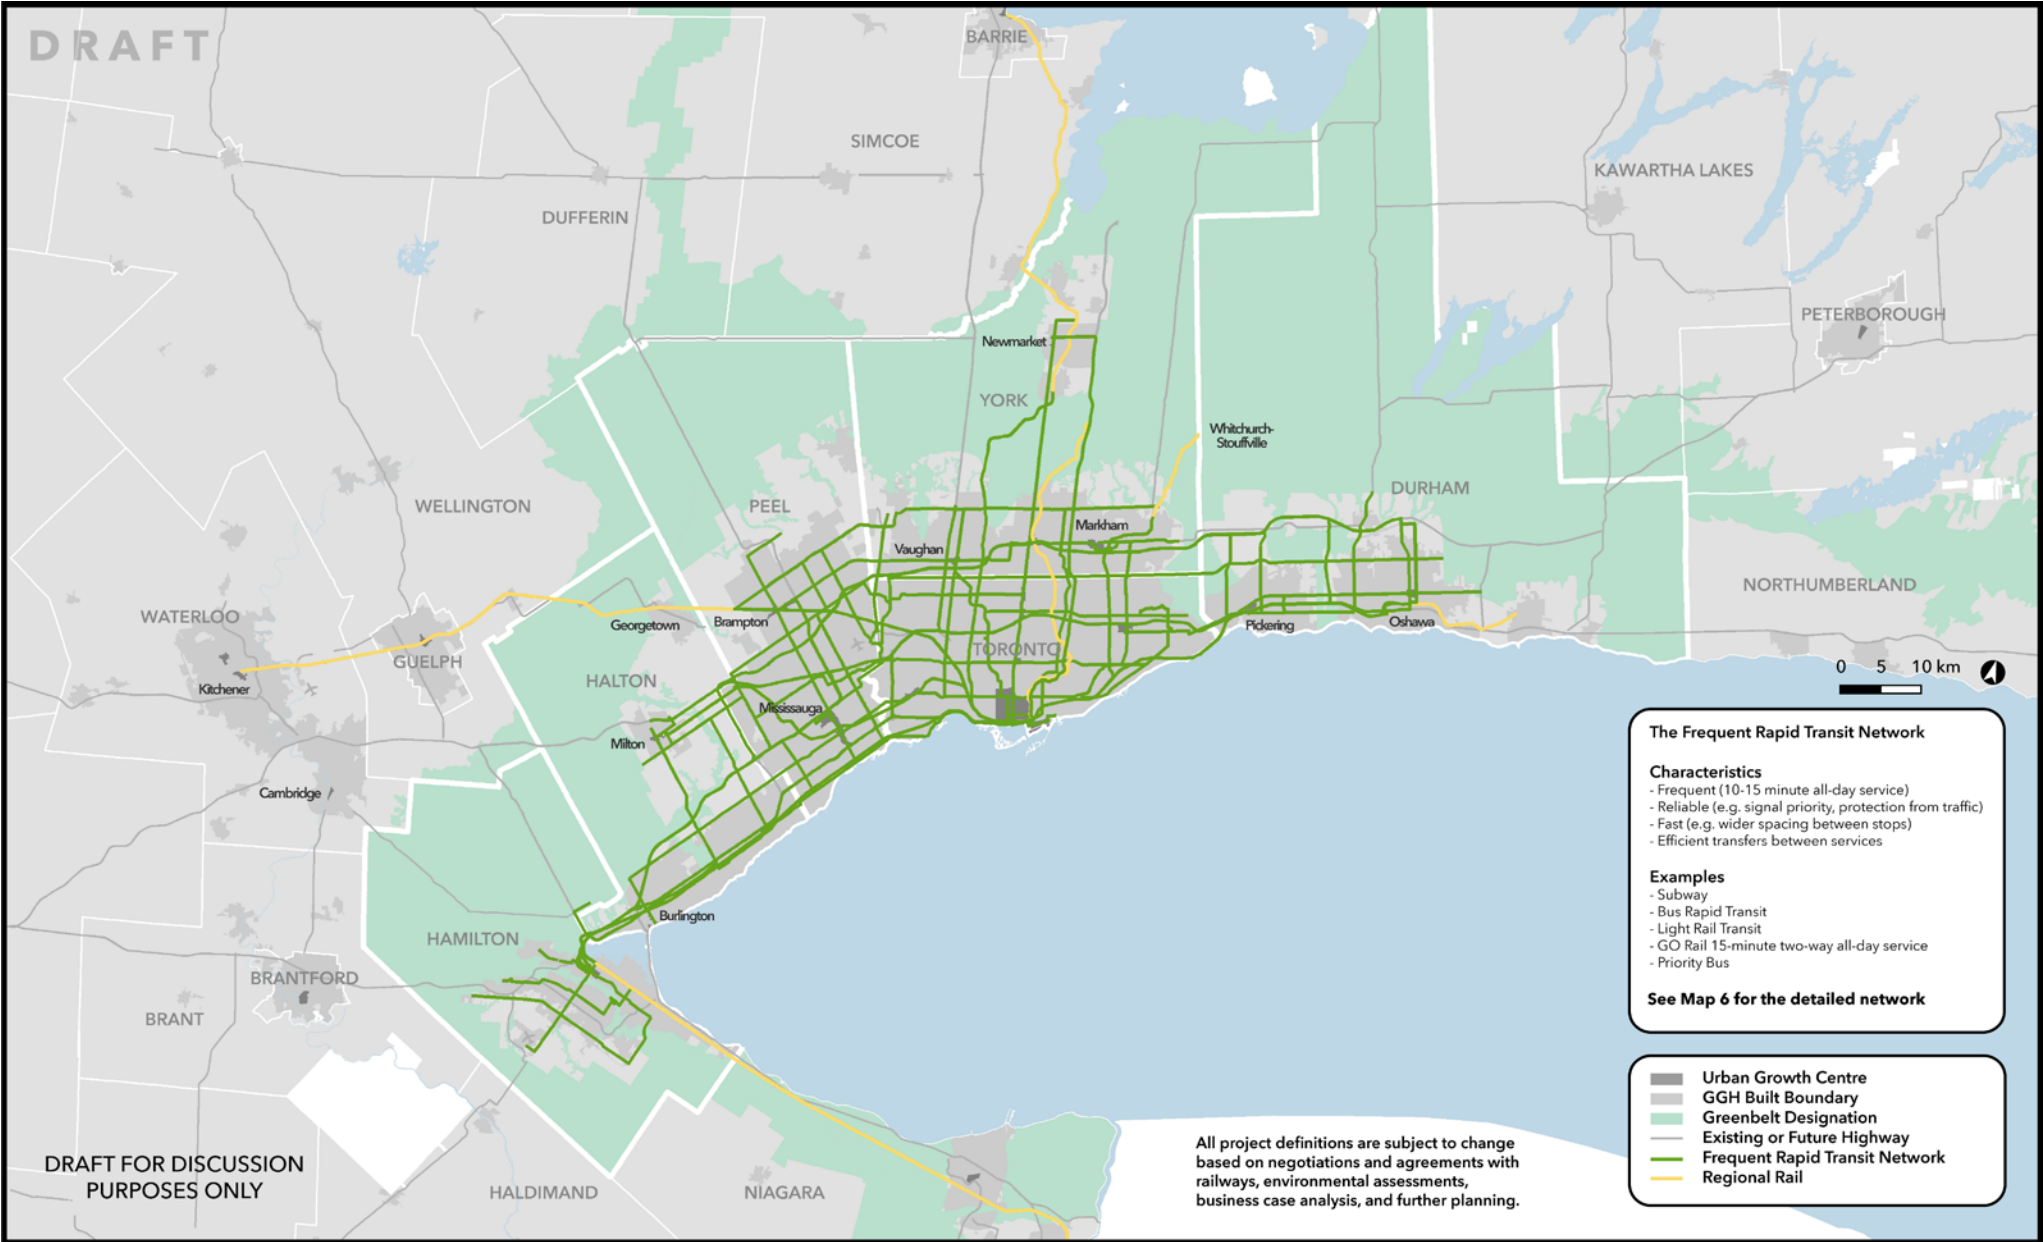 DRAFT
BARRIE
SIMCOE
KAWARTHA LAKES
DUFFERIN
PETERBOROUGH
Newmarket
YORK
Whitchurch-
Stouffville
DURHAM
WELLINGTON
PEEL
Markham
Vaughan
NORTHUMBERLAND
WATERLOO
Georgetown
Brampton
Pickering
Oshawa
TORONTO
GUELPH
Kitchener
HALTON
Mississauga
Milton
Cambridge
0 5 10 km
Burlington
HAMILTON
BRANTFORD
BRANT
HALDIMAND
NIAGARA
The Frequent Rapid Transit Network
Characteristics
- Frequent (10-15 minute all-day service)
- Reliable (e.g. signal priority, protection from traffic)
- Fast (e.g. wider spacing between stops)
- Efficient transfers between services
Examples
- Subway
- Bus Rapid Transit
- Light Rail Transit
- GO Rail 15-minute two-way all-day service
- Priority Bus
See Map 6 for the detailed network
Urban Growth Centre
GGH Built Boundary
Greenbelt Designation
Existing or Future Highway
Frequent Rapid Transit Network
Regional Rail
All project definitions are subject to change
based on negotiations and agreements with
railways, environmental assessments,
business case analysis, and further planning.
DRAFT FOR DISCUSSION
PURPOSES ONLY